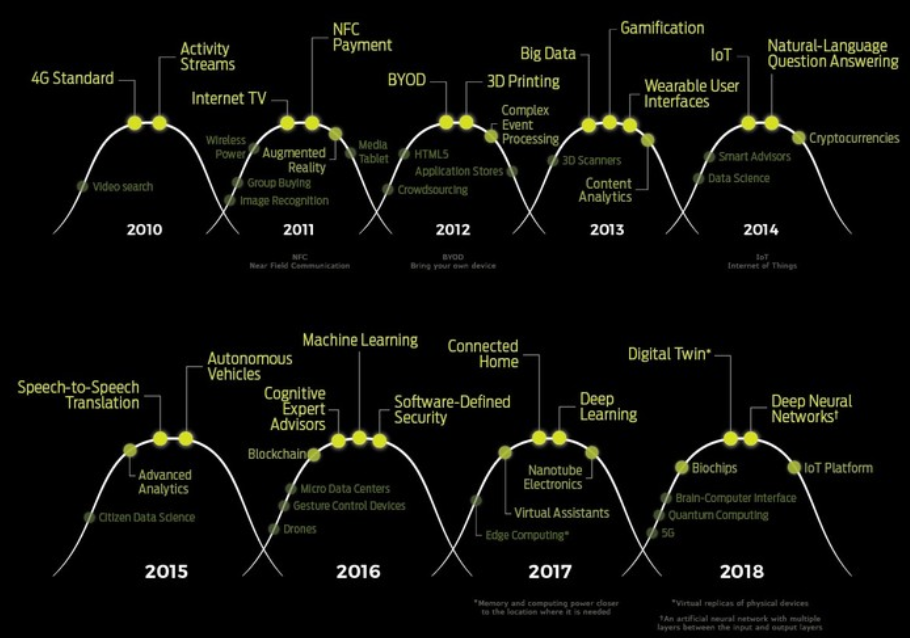 4G Standard
Activity
Streams
Video search
2010
Internet TV
NFC
Payment
Wireless
Power
Augmented
Reality
Media
Tablet
Group Buying
Image Recognition
2011
NFC
Near Field Communication
BYOD
3D Printing
Complex
Event
Processing
HTML5
Application Stores
Crowdsourcing
2012
BYOD
Bring your own device
Big Data
Gamification
Wearable User
Interfaces
3D Scanners
Content
Analytics
2013
IoT
Natural-Language
Question Answering
Cryptocurrencies
Smart Advisors
Data Science
2014
IoT
Internet of Things
Speech-to-Speech
Translation
Autonomous
Vehicles
Advanced
Analytics
Citizen Data Science
2015
Machine Learning
Cognitive
Expert
Advisors
Software-Defined
Security
Blockchain
Micro Data Centers
Gesture Control Devices
Drones
2016
Connected
Home
Deep
Learning
Nanotube
Electronics
Virtual Assistants
Edge Computing*
2017
*Memory and computing power closer
to the location where it is needed
Digital Twin*
Deep Neural
Networks†
Biochips
IoT Platform
Brain-Computer Interface
Quantum Computing
5G
2018
*Virtual replicas of physical devices
†An artificial neural network with multiple
layers between the input and output layers